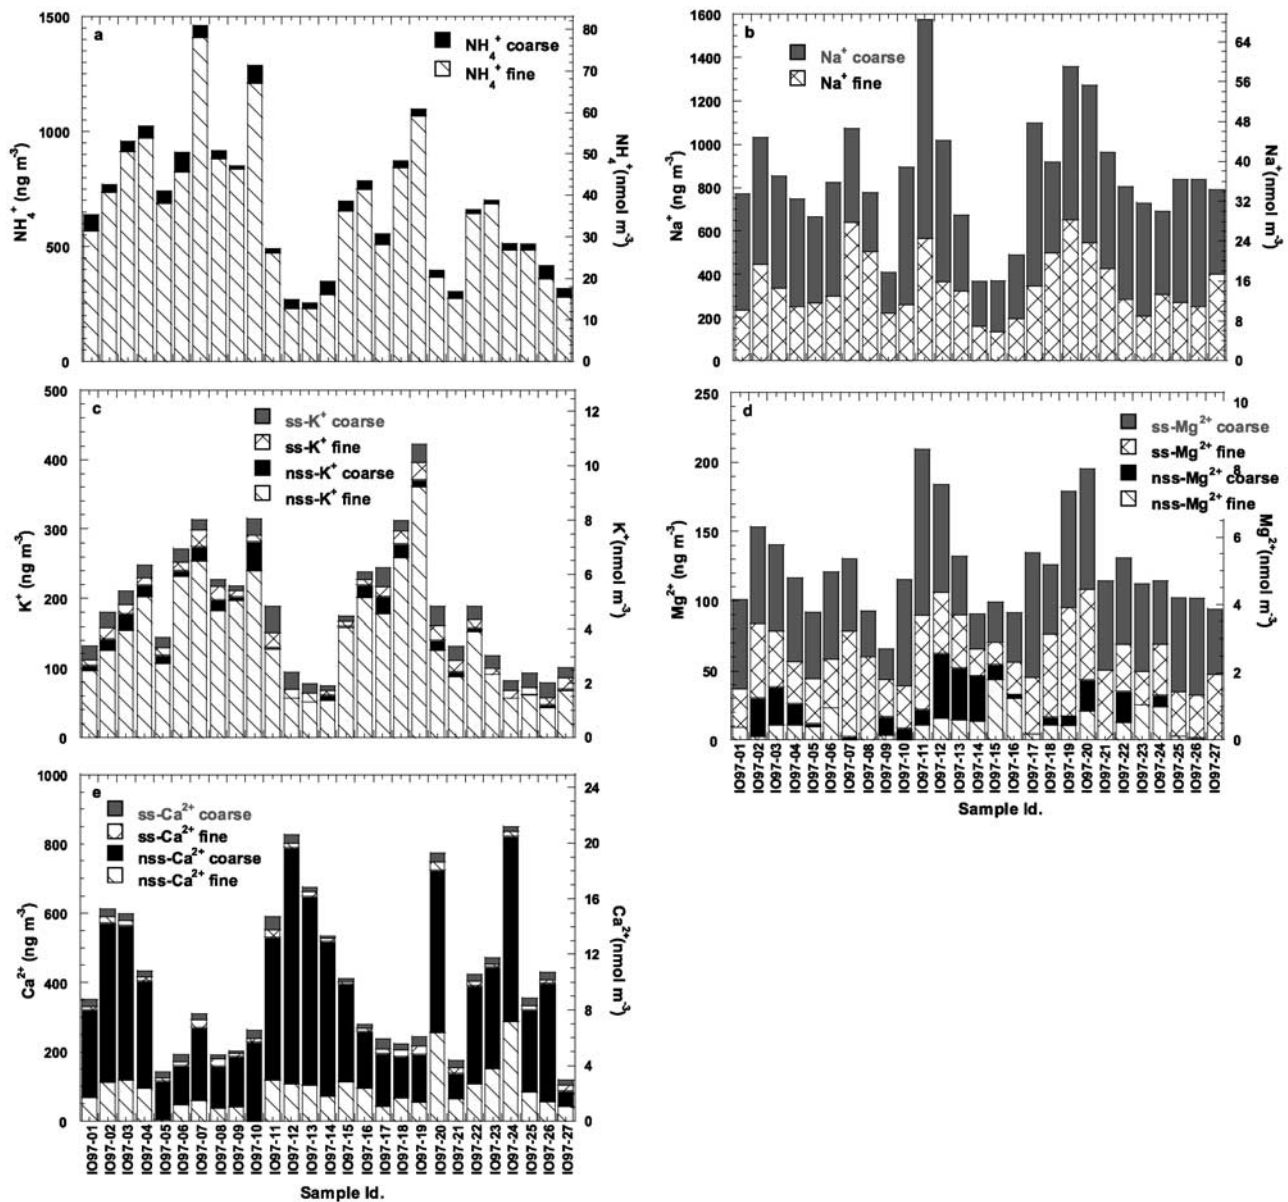 a
NH₄⁺ coarse
NH₄⁺ fine
NH₄⁺ (ng m⁻³)
1500
1000
500
0
80
70
60
50
40
30
20
10
0
NH₄⁺ (nmol m⁻³)
b
Na⁺ coarse
Na⁺ fine
Na⁺ (ng m⁻³)
1600
1400
1200
1000
800
600
400
200
0
64
56
48
40
32
24
16
8
0
Na⁺ (nmol m⁻³)
c
ss-K⁺ coarse
ss-K⁺ fine
nss-K⁺ coarse
nss-K⁺ fine
K⁺ (ng m⁻³)
500
400
300
200
100
0
12
10
8
6
4
2
0
K⁺(nmol m⁻³)
d
ss-Mg²⁺ coarse
ss-Mg²⁺ fine
nss-Mg²⁺ coarse
nss-Mg²⁺ fine
Mg²⁺ (ng m⁻³)
250
200
150
100
50
0
10
8
6
4
2
0
Mg²⁺(nmol m⁻³)
IO97-01
IO97-02
IO97-03
IO97-04
IO97-05
IO97-06
IO97-07
IO97-08
IO97-09
IO97-10
IO97-11
IO97-12
IO97-13
IO97-14
IO97-15
IO97-16
IO97-17
IO97-18
IO97-19
IO97-20
IO97-21
IO97-22
IO97-23
IO97-24
IO97-25
IO97-26
IO97-27
Sample Id.
e
ss-Ca²⁺ coarse
ss-Ca²⁺ fine
nss-Ca²⁺ coarse
nss-Ca²⁺ fine
Ca²⁺ (ng m⁻³)
1000
800
600
400
200
0
24
20
16
12
8
4
0
Ca²⁺(nmol m⁻³)
IO97-01
IO97-02
IO97-03
IO97-04
IO97-05
IO97-06
IO97-07
IO97-08
IO97-09
IO97-10
IO97-11
IO97-12
IO97-13
IO97-14
IO97-15
IO97-16
IO97-17
IO97-18
IO97-19
IO97-20
IO97-21
IO97-22
IO97-23
IO97-24
IO97-25
IO97-26
IO97-27
Sample Id.